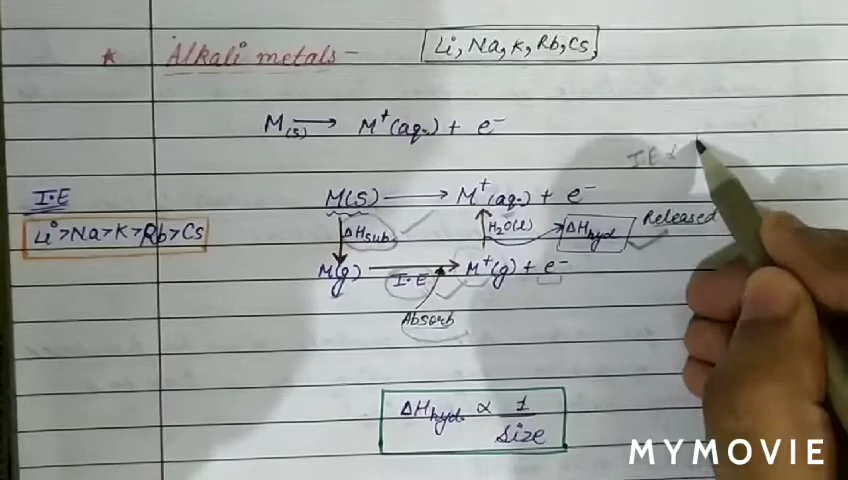 * Alkali metals - Li, Na, K, Rb, Cs,
M(s) → M⁺(aq.) + e⁻
I.E ∝
I.E
M(S) → M⁺(aq.) + e⁻
Li>Na>K>Rb>Cs
ΔHsub. H₂O(l) ΔHhyd Released
M(g) → M⁺(g) + e⁻
I.E
Absorb
ΔHhyd ∝ 1/Size
MYMOVIE